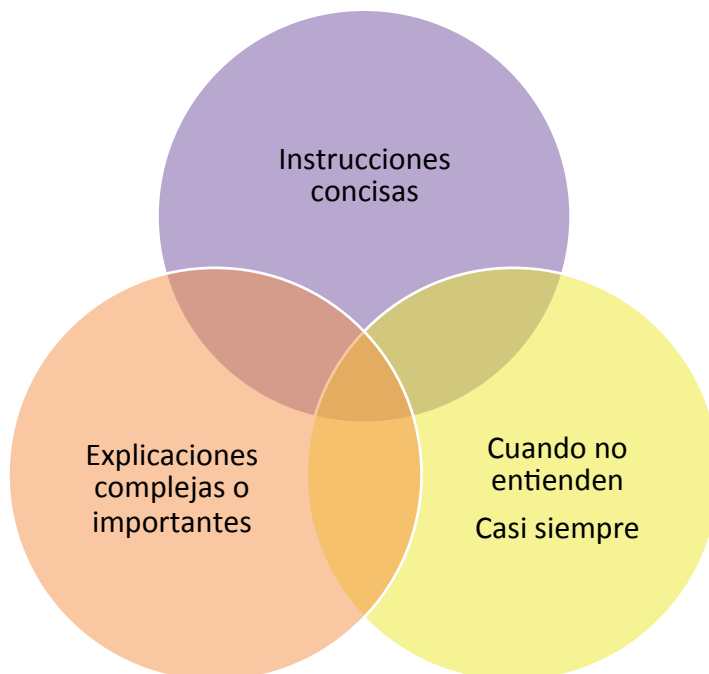 Instrucciones
concisas
Explicaciones
complejas o
importantes
Cuando no
entienden
Casi siempre